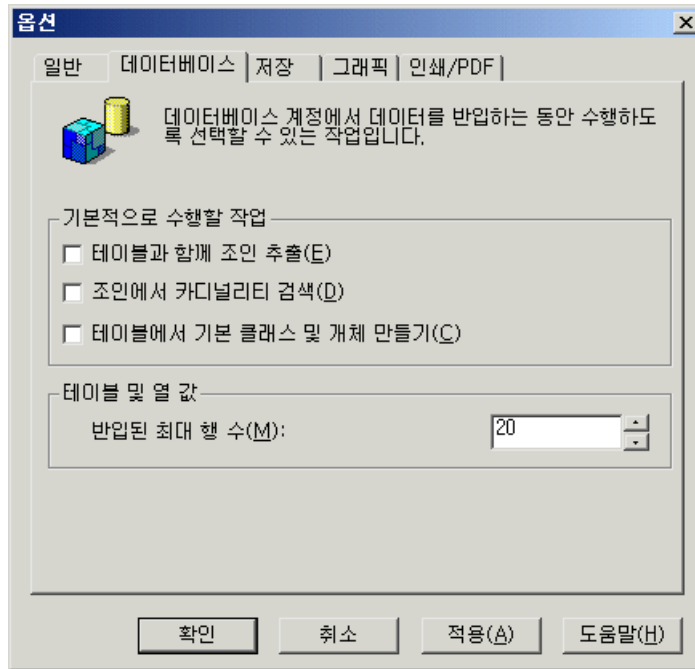 옵션
일반 데이터베이스 저장 그래픽 인쇄/PDF
데이터베이스 계정에서 데이터를 반입하는 동안 수행하도
록 선택할 수 있는 작업입니다.
기본적으로 수행할 작업
테이블과 함께 조인 추출(E)
조인에서 카디널리티 검색(D)
테이블에서 기본 클래스 및 개체 만들기(C)
테이블 및 열 값
반입된 최대 행 수(M): 20
확인 취소 적용(A) 도움말(H)